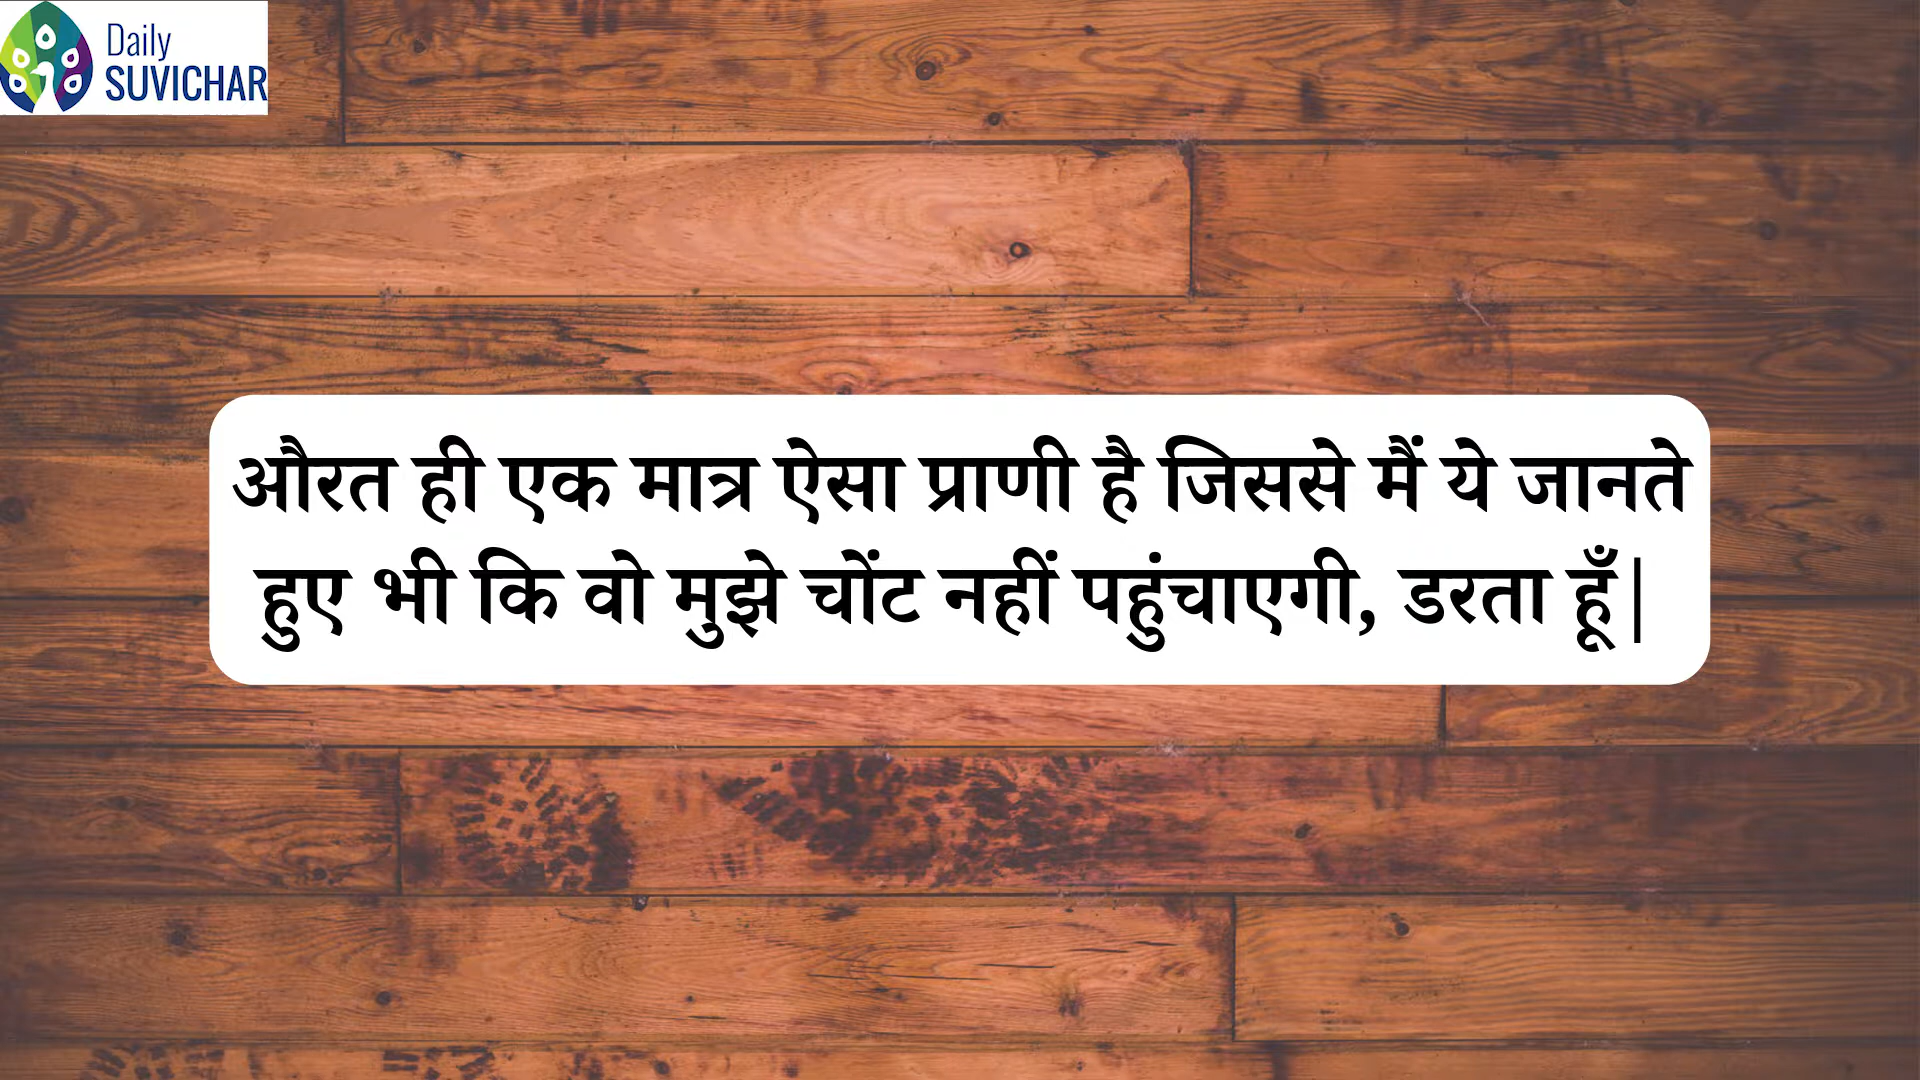 Daily
SUVICHAR
औरत ही एक मात्र ऐसा प्राणी है जिससे मैं ये जानते
हुए भी कि वो मुझे चोंट नहीं पहुंचाएगी, डरता हूँ|